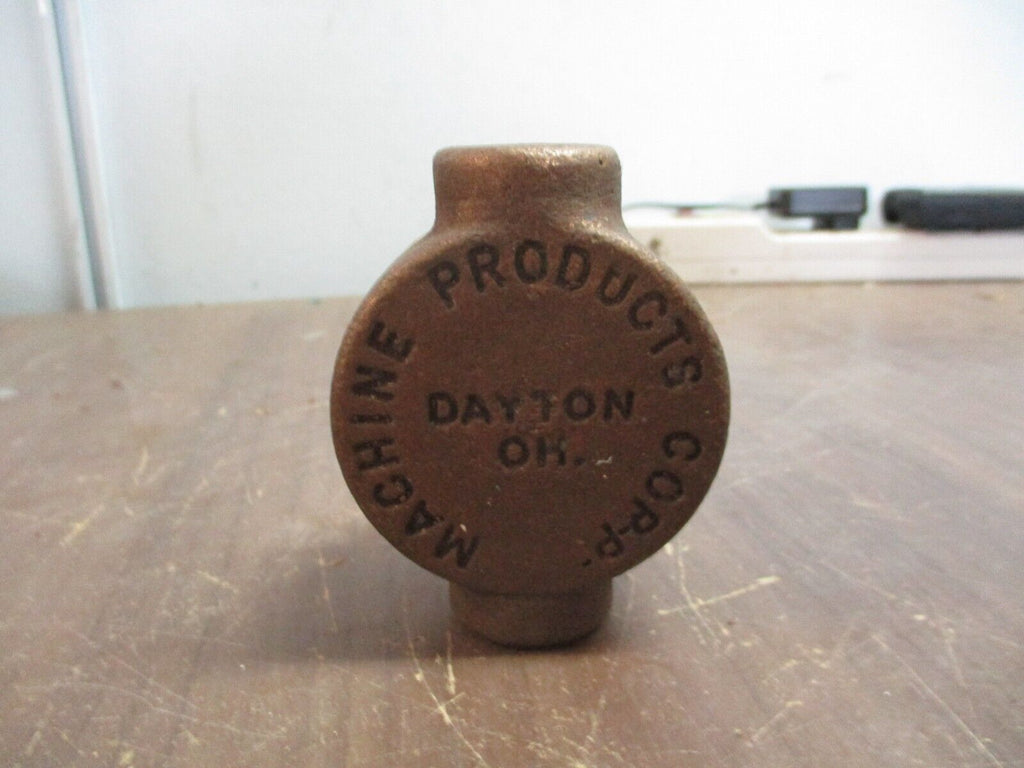 MACHINE PRODUCTS CORP.
DAYTON
OH.